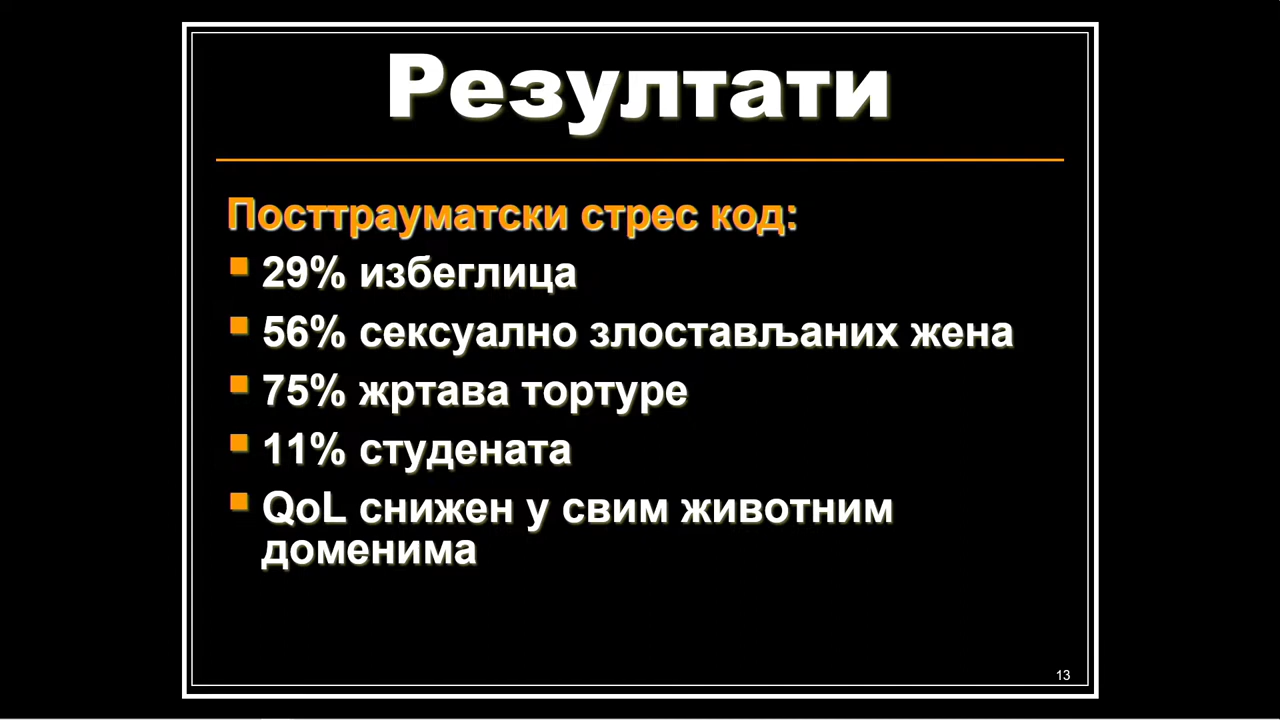 Резултати
Посттрауматски стрес код:
29% избеглица
56% сексуално злостављаних жена
75% жртава тортуре
11% студената
QoL снижен у свим животним
доменима
13